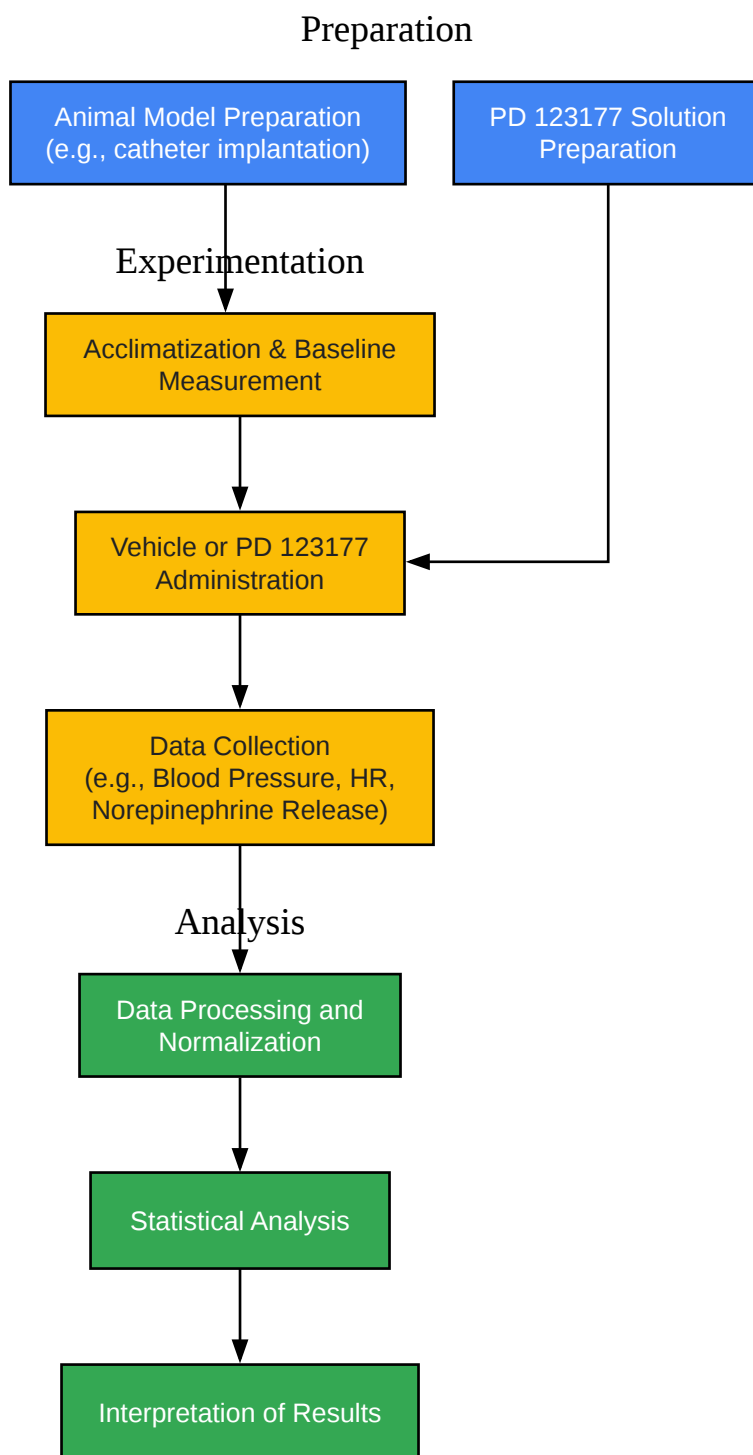 Preparation
Animal Model Preparation
(e.g., catheter implantation)
PD 123177 Solution
Preparation
Experimentation
Acclimatization & Baseline
Measurement
Vehicle or PD 123177
Administration
Data Collection
(e.g., Blood Pressure, HR,
Norepinephrine Release)
Analysis
Data Processing and
Normalization
Statistical Analysis
Interpretation of Results